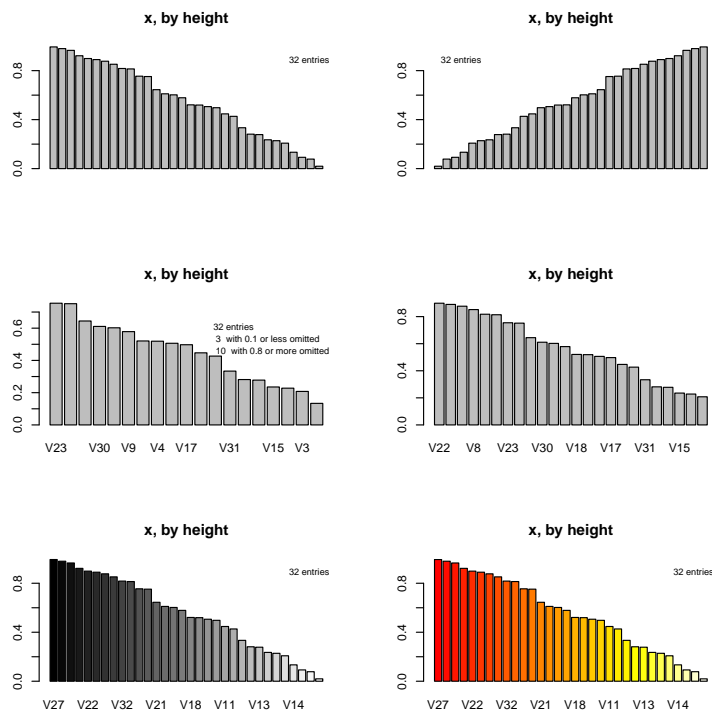 x, by height
32 entries
0.8
0.4
0.0
x, by height
32 entries
0.8
0.4
0.0
x, by height
32 entries
3 with 0.1 or less omitted
10 with 0.8 or more omitted
0.6
0.4
0.2
0.0
V23 V30 V9 V4 V17 V31 V15 V3
x, by height
0.8
0.4
0.0
V22 V8 V23 V30 V18 V17 V31 V15
x, by height
32 entries
0.8
0.4
0.0
V27 V22 V32 V21 V18 V11 V13 V14
x, by height
32 entries
0.8
0.4
0.0
V27 V22 V32 V21 V18 V11 V13 V14